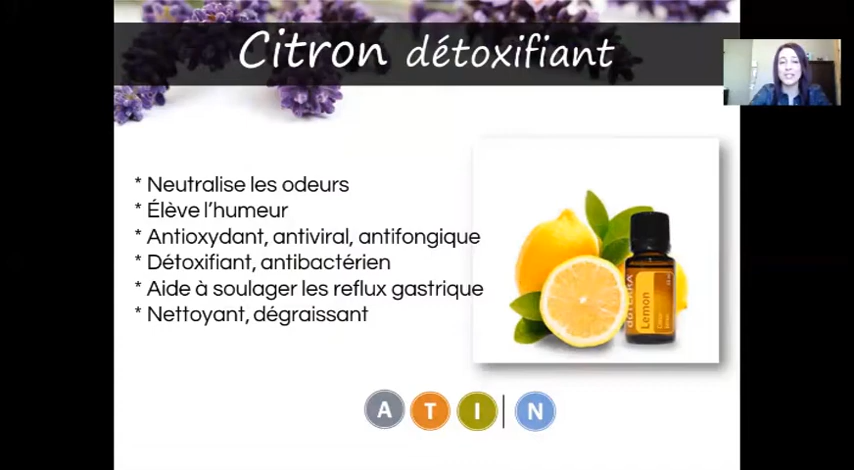 Citron détoxifiant
* Neutralise les odeurs
* Élève l'humeur
* Antioxydant, antiviral, antifongique
* Détoxifiant, antibactérien
* Aide à soulager les reflux gastrique
* Nettoyant, dégraissant
dōTERRA
Lemon
A T I | N